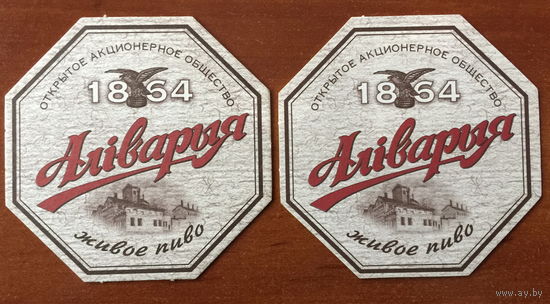 ОТКРЫТОЕ АКЦИОНЕРНОЕ ОБЩЕСТВО
1864
Аліварыя
живое пиво
ОТКРЫТОЕ АКЦИОНЕРНОЕ ОБЩЕСТВО
1864
Аліварыя
живое пиво
www.ay.by